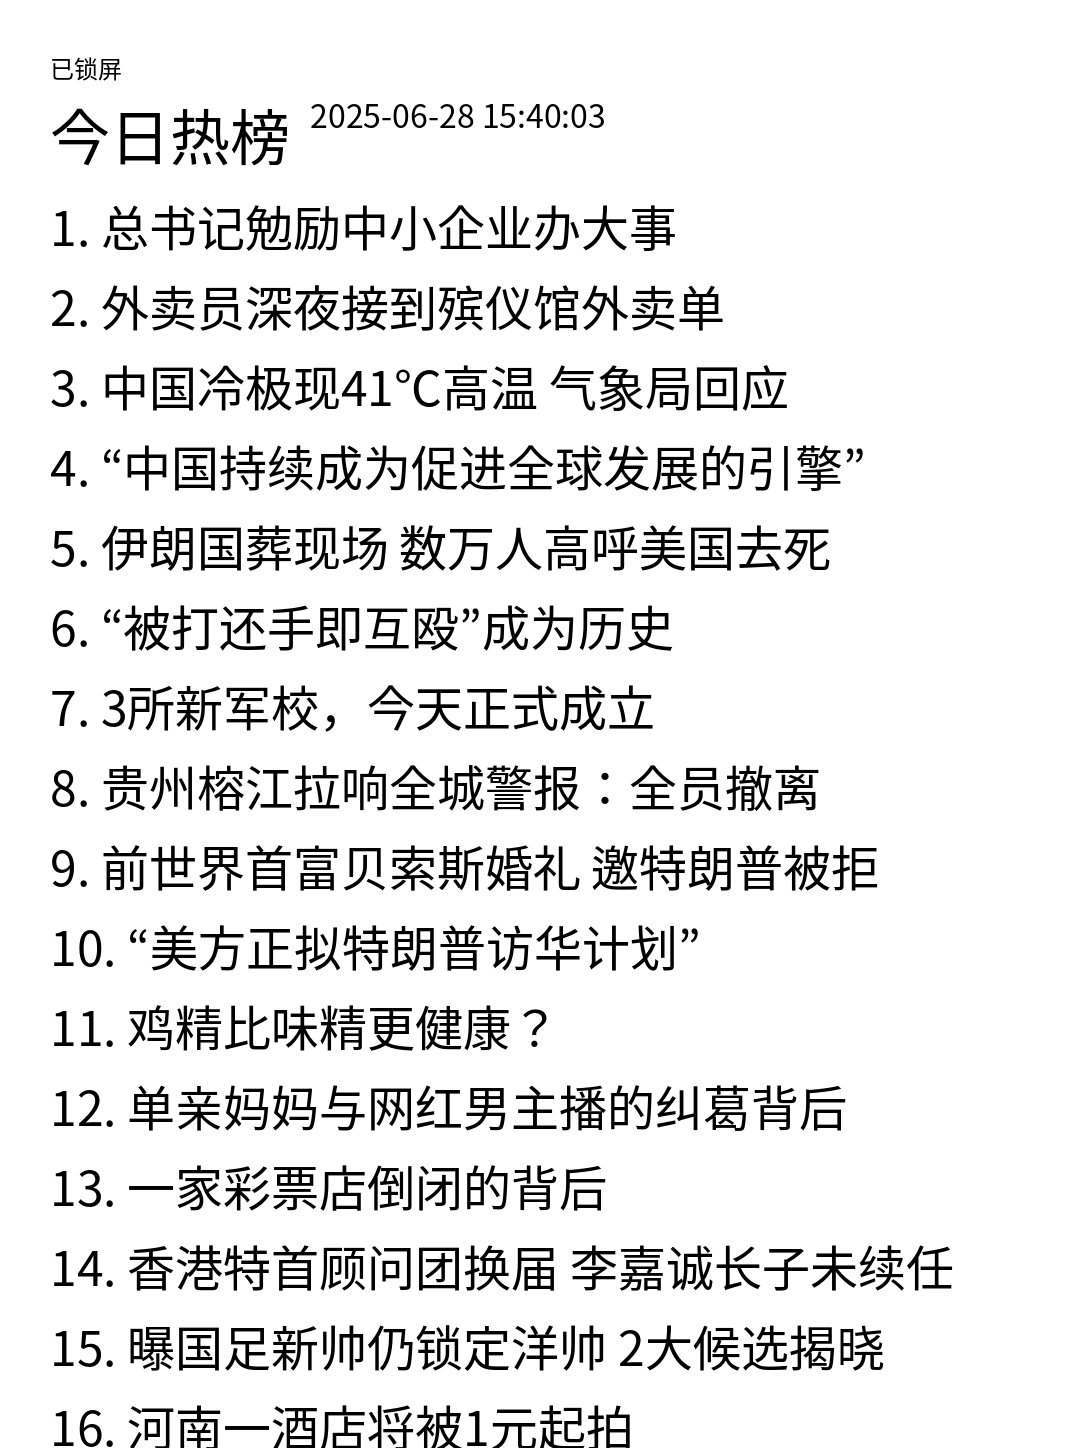 已锁屏
今日热榜 2025-06-28 15:40:03
1. 总书记勉励中小企业办大事
2. 外卖员深夜接到殡仪馆外卖单
3. 中国冷极现41℃高温 气象局回应
4. “中国持续成为促进全球发展的引擎”
5. 伊朗国葬现场 数万人高呼美国去死
6. “被打还手即互殴”成为历史
7. 3所新军校，今天正式成立
8. 贵州榕江拉响全城警报：全员撤离
9. 前世界首富贝索斯婚礼 邀特朗普被拒
10. “美方正拟特朗普访华计划”
11. 鸡精比味精更健康？
12. 单亲妈妈与网红男主播的纠葛背后
13. 一家彩票店倒闭的背后
14. 香港特首顾问团换届 李嘉诚长子未续任
15. 曝国足新帅仍锁定洋帅 2大候选揭晓
16. 河南一酒店将被1元起拍